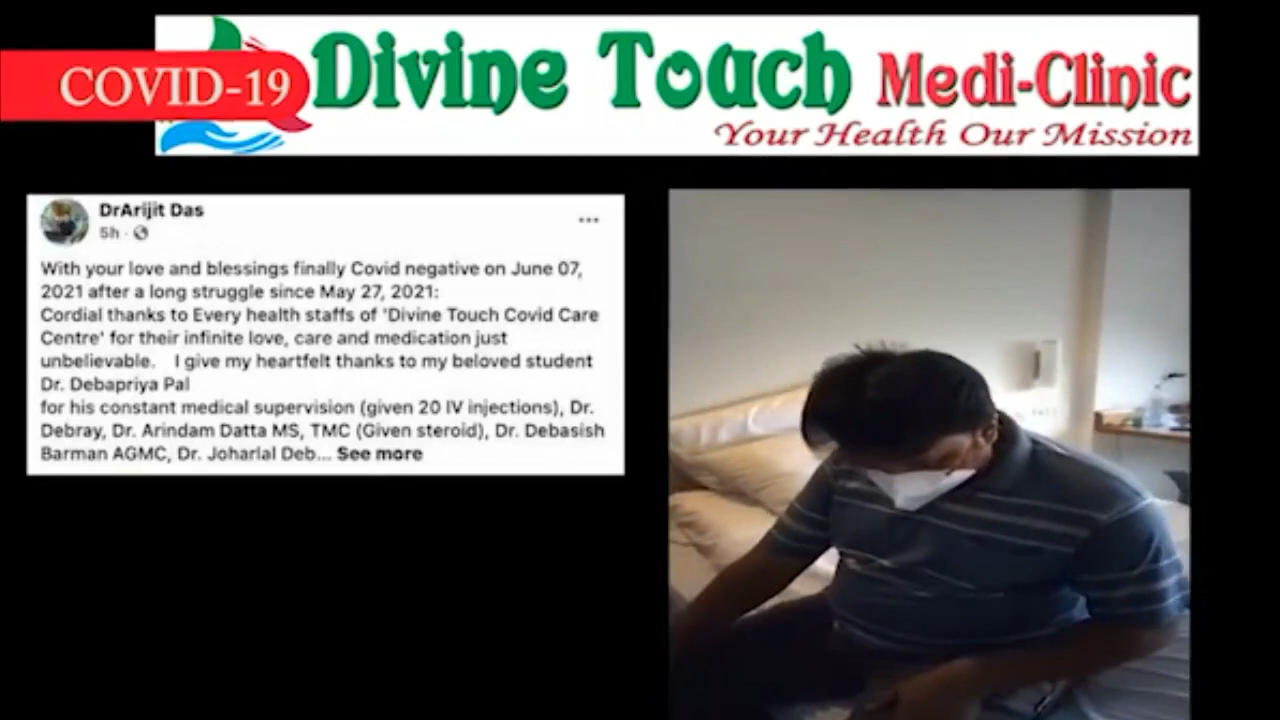 COVID-19
Divine Touch Medi-Clinic
Your Health Our Mission
DrArijit Das
5h ·
With your love and blessings finally Covid negative on June 07,
2021 after a long struggle since May 27, 2021:
Cordial thanks to Every health staffs of 'Divine Touch Covid Care
Centre' for their infinite love, care and medication just
unbelievable. I give my heartfelt thanks to my beloved student
Dr. Debapriya Pal
for his constant medical supervision (given 20 IV injections), Dr.
Debray, Dr. Arindam Datta MS, TMC (Given steroid), Dr. Debasish
Barman AGMC, Dr. Joharlal Deb... See more